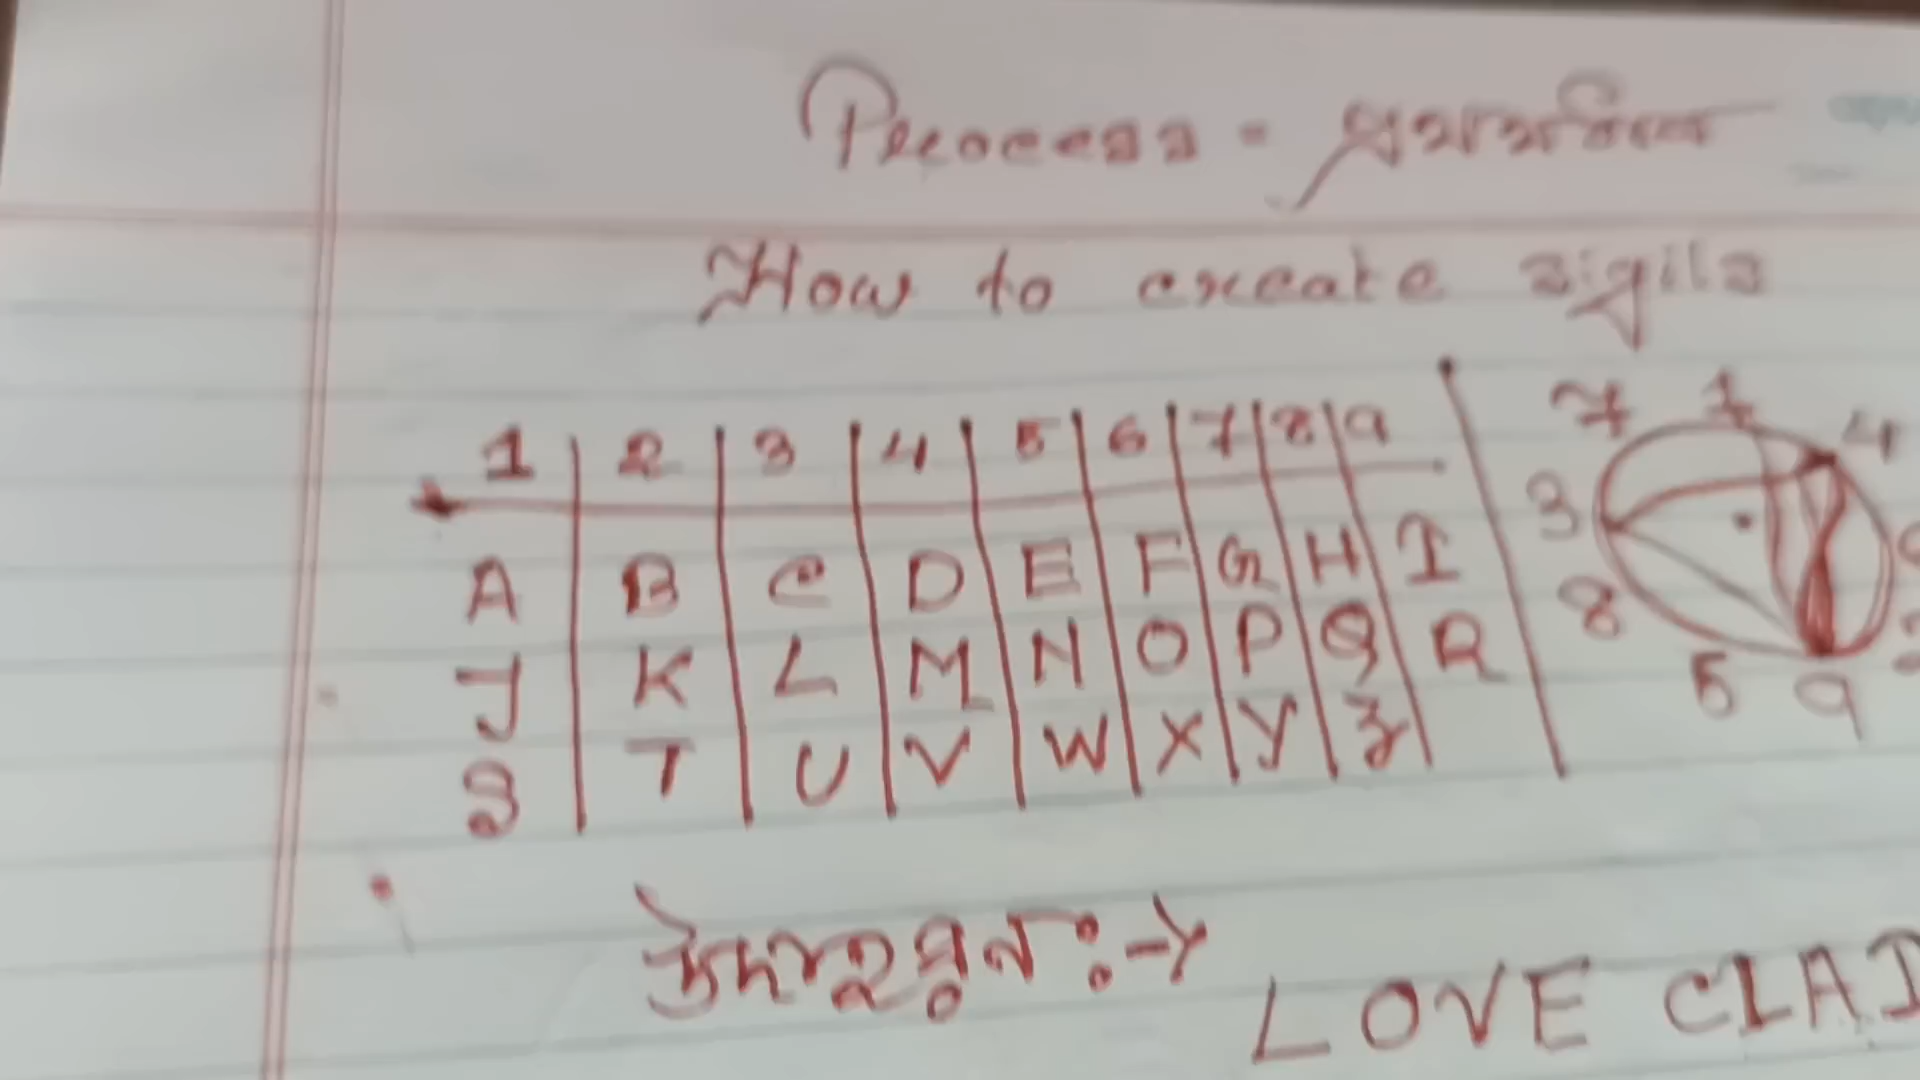 Process -
How to create sigils
1 2 3 4 5 6 7 8 9
A B C D E F G H I
J K L M N O P Q R
S T U V W X Y Z
7 1 4
3
8
5 9
LOVE CLAI